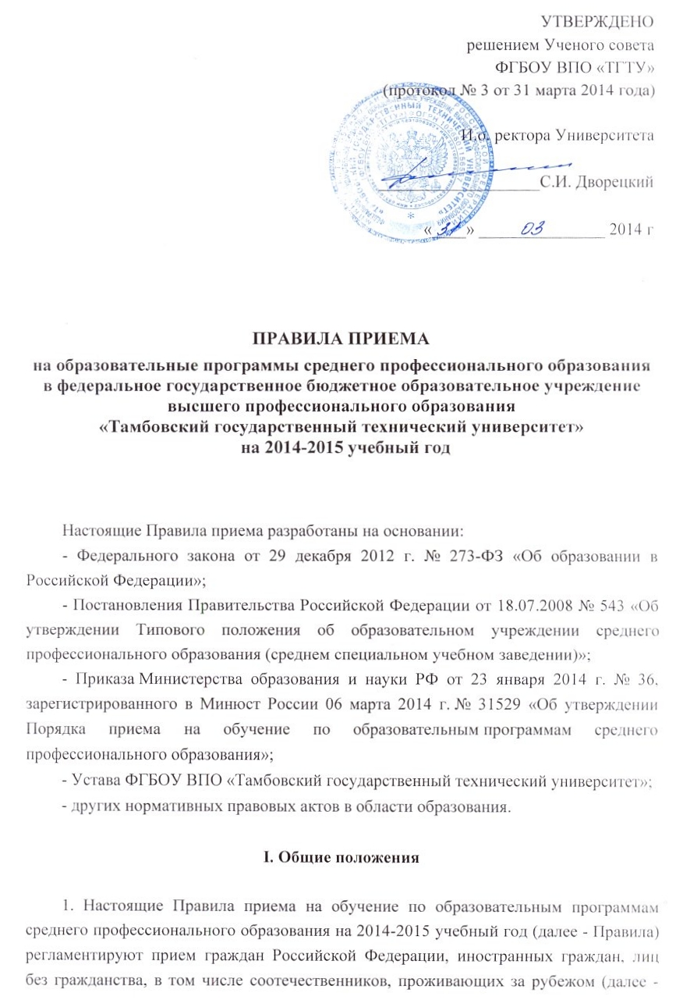 УТВЕРЖДЕНО
решением Ученого совета
ФГБОУ ВПО «ТГТУ»
(протокол № 3 от 31 марта 2014 года)
И.о. ректора Университета
С.И. Дворецкий
« 31 » 03 2014 г
ПРАВИЛА ПРИЕМА
на образовательные программы среднего профессионального образования
в федеральное государственное бюджетное образовательное учреждение
высшего профессионального образования
«Тамбовский государственный технический университет»
на 2014-2015 учебный год
Настоящие Правила приема разработаны на основании:
- Федерального закона от 29 декабря 2012 г. № 273-ФЗ «Об образовании в
Российской Федерации»;
- Постановления Правительства Российской Федерации от 18.07.2008 № 543 «Об
утверждении Типового положения об образовательном учреждении среднего
профессионального образования (среднем специальном учебном заведении)»;
- Приказа Министерства образования и науки РФ от 23 января 2014 г. № 36,
зарегистрированного в Минюст России 06 марта 2014 г. № 31529 «Об утверждении
Порядка приема на обучение по образовательным программам среднего
профессионального образования»;
- Устава ФГБОУ ВПО «Тамбовский государственный технический университет»;
- других нормативных правовых актов в области образования.
I. Общие положения
1. Настоящие Правила приема на обучение по образовательным программам
среднего профессионального образования на 2014-2015 учебный год (далее - Правила)
регламентируют прием граждан Российской Федерации, иностранных граждан, лиц
без гражданства, в том числе соотечественников, проживающих за рубежом (далее -